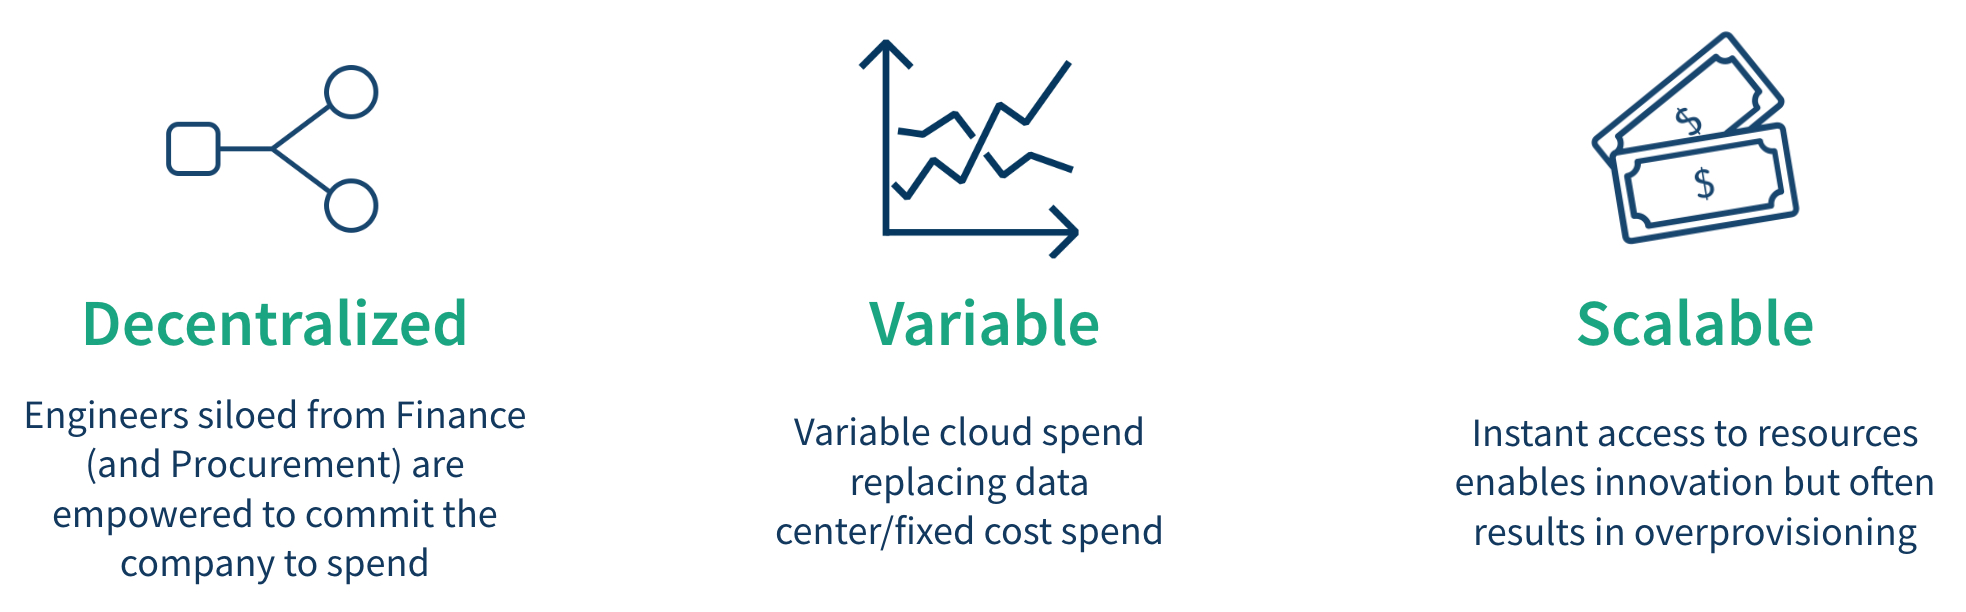 $
$
Decentralized
Engineers siloed from Finance
(and Procurement) are
empowered to commit the
company to spend
Variable
Variable cloud spend
replacing data
center/fixed cost spend
Scalable
Instant access to resources
enables innovation but often
results in overprovisioning